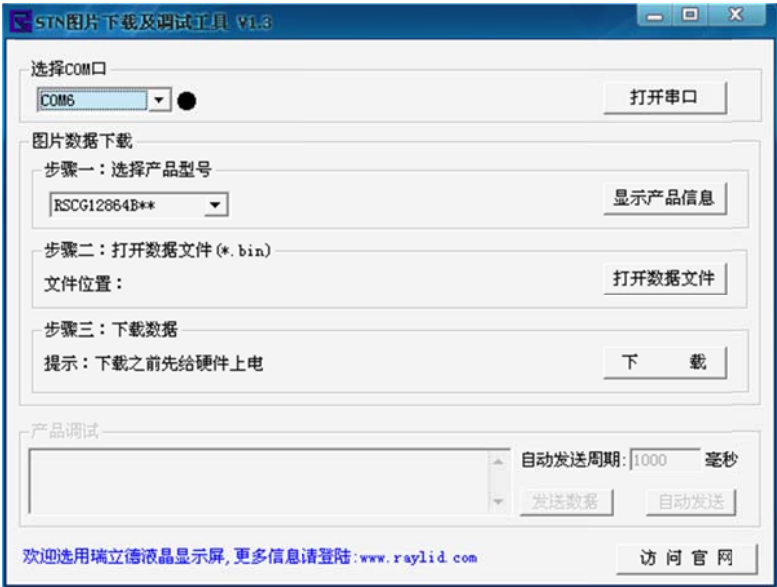 STN图片下载及调试工具 V1.3
选择COM口
COM6
打开串口
图片数据下载
步骤一：选择产品型号
RSCG12864B**
显示产品信息
步骤二：打开数据文件(*.bin)
文件位置：
打开数据文件
步骤三：下载数据
提示：下载之前先给硬件上电
下 载
产品调试
自动发送周期:1000 毫秒
发送数据 自动发送
欢迎选用瑞立德液晶显示屏,更多信息请登陆:www.raylid.com
访问官网